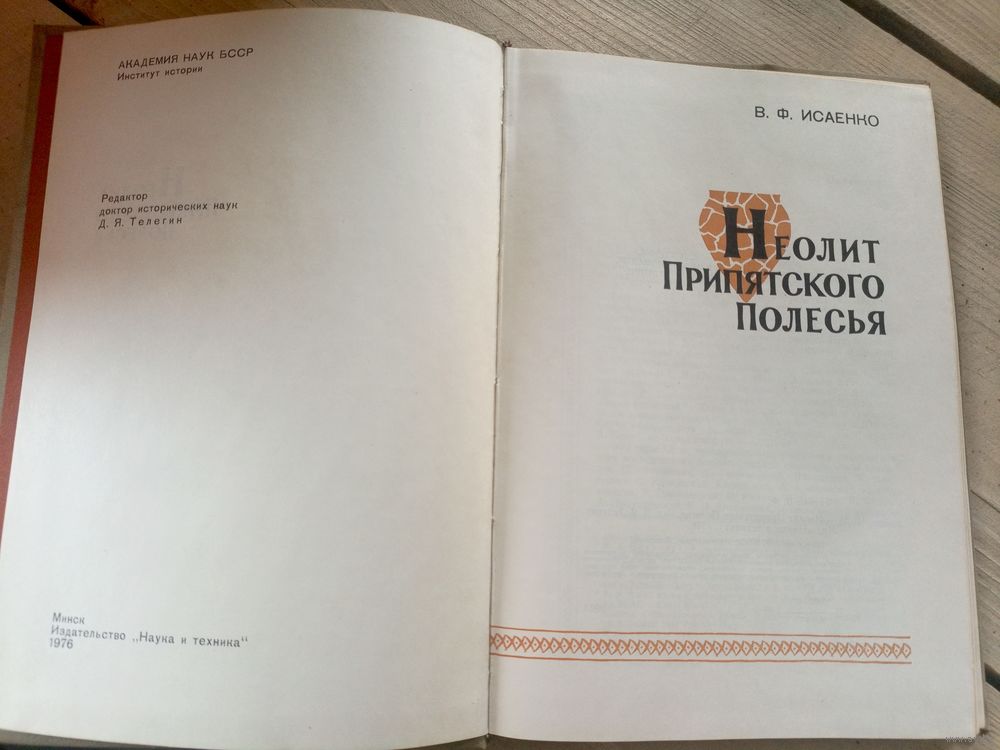 АКАДЕМИЯ НАУК БССР
Институт истории
Редактор
доктор исторических наук
Д. Я. Телегин
Минск
Издательство „Наука и техника“
1976
В. Ф. ИСАЕНКО
НЕОЛИТ
ПРИПЯТСКОГО
ПОЛЕСЬЯ